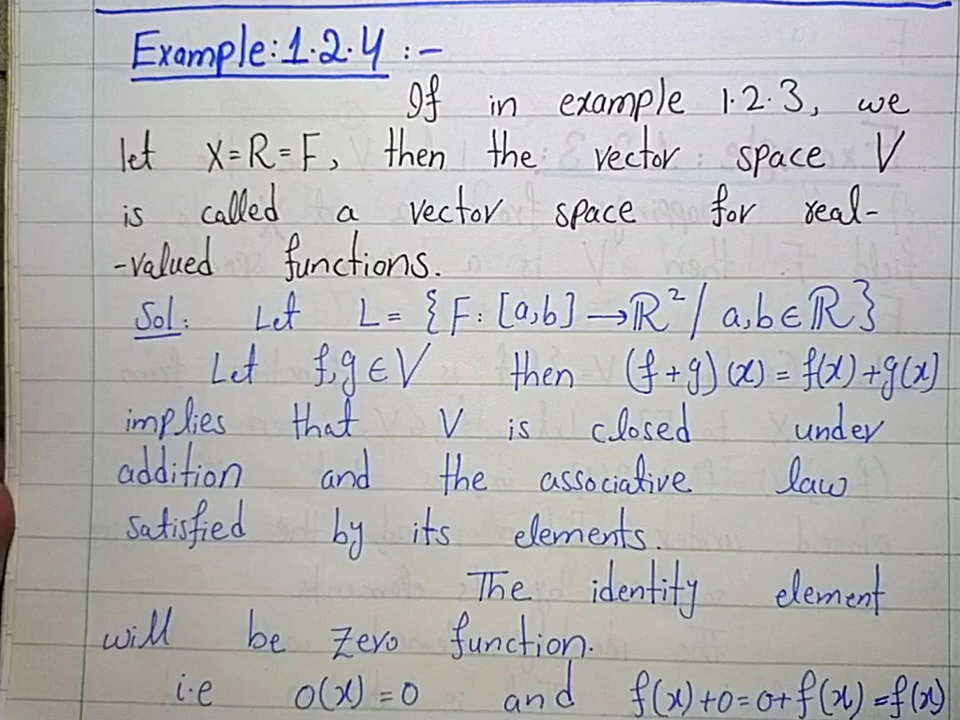 Example: 1.2.4 :-
If in example 1.2.3, we
let X=R=F, then the vector space V
is called a vector space for real-
-valued functions.
Sol: Let L = {F: [a,b] → ℝ² / a,b ∈ ℝ}
Let f,g ∈ V then (f+g)(x) = f(x)+g(x)
implies that V is closed under
addition and the associative law
satisfied by its elements.
The identity element
will be zero function.
i.e 0(x) = 0 and f(x)+0=0+f(x)=f(x)